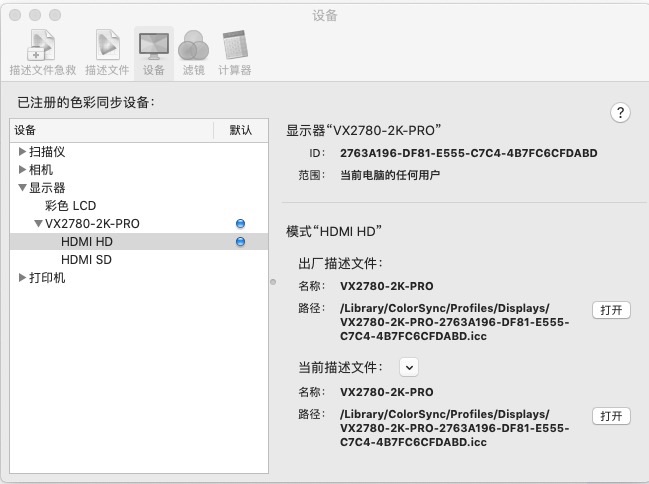 设备
描述文件急救 描述文件 设备 滤镜 计算器
已注册的色彩同步设备：
设备 默认
扫描仪
相机
显示器
彩色 LCD
VX2780-2K-PRO
HDMI HD
HDMI SD
打印机
?
显示器“VX2780-2K-PRO”
ID： 2763A196-DF81-E555-C7C4-4B7FC6CFDABD
范围： 当前电脑的任何用户
模式“HDMI HD”
出厂描述文件：
名称： VX2780-2K-PRO
路径： /Library/ColorSync/Profiles/Displays/
VX2780-2K-PRO-2763A196-DF81-E555-
C7C4-4B7FC6CFDABD.icc
打开
当前描述文件：
名称： VX2780-2K-PRO
路径： /Library/ColorSync/Profiles/Displays/
VX2780-2K-PRO-2763A196-DF81-E555-
C7C4-4B7FC6CFDABD.icc
打开